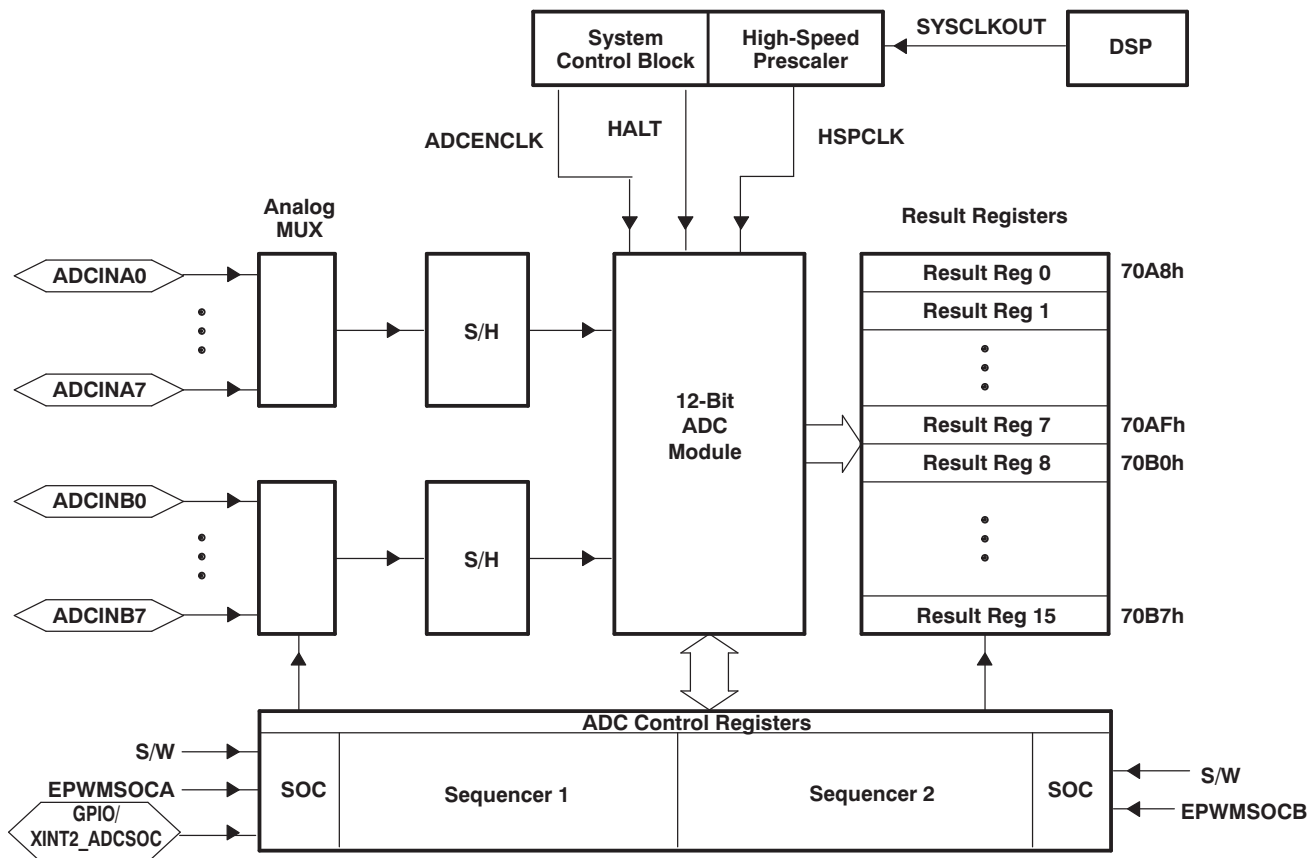 System
Control Block
High-Speed
Prescaler
SYSCLKOUT
DSP
ADCENCLK
HALT
HSPCLK
Analog
MUX
Result Registers
ADCINA0
ADCINA7
S/H
12-Bit
ADC
Module
Result Reg 0
70A8h
Result Reg 1
Result Reg 7
70AFh
Result Reg 8
70B0h
Result Reg 15
70B7h
ADCINB0
ADCINB7
S/H
ADC Control Registers
S/W
EPWMSOCA
GPIO/
XINT2_ADCSOC
SOC
Sequencer 1
Sequencer 2
SOC
S/W
EPWMSOCB